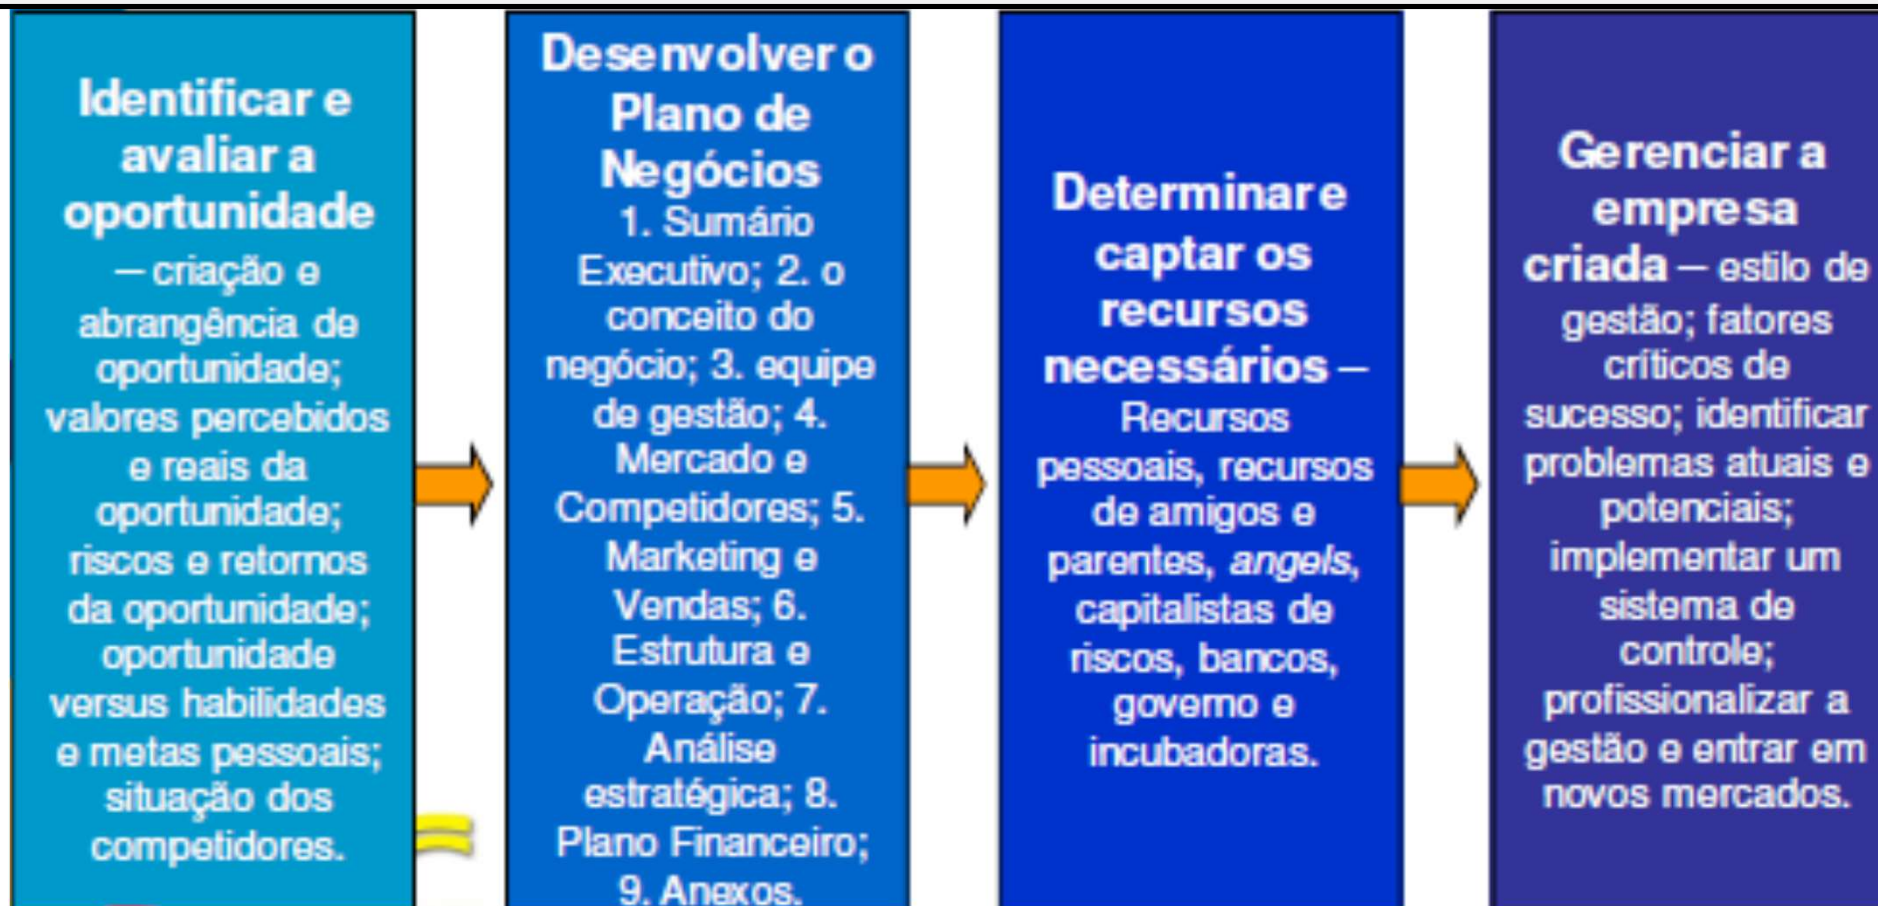 Identificar e
avaliar a
oportunidade
– criação e
abrangência de
oportunidade;
valores percebidos
e reais da
oportunidade;
riscos e retornos
da oportunidade;
oportunidade
versus habilidades
e metas pessoais;
situação dos
competidores.
Desenvolver o
Plano de
Negócios
1. Sumário
Executivo; 2. o
conceito do
negócio; 3. equipe
de gestão; 4.
Mercado e
Competidores; 5.
Marketing e
Vendas; 6.
Estrutura e
Operação; 7.
Análise
estratégica; 8.
Plano Financeiro;
9. Anexos.
Determinar e
captar os
recursos
necessários –
Recursos
pessoais, recursos
de amigos e
parentes, angels,
capitalistas de
riscos, bancos,
governo e
incubadoras.
Gerenciar a
empresa
criada – estilo de
gestão; fatores
críticos de
sucesso; identificar
problemas atuais e
potenciais;
implementar um
sistema de
controle;
profissionalizar a
gestão e entrar em
novos mercados.